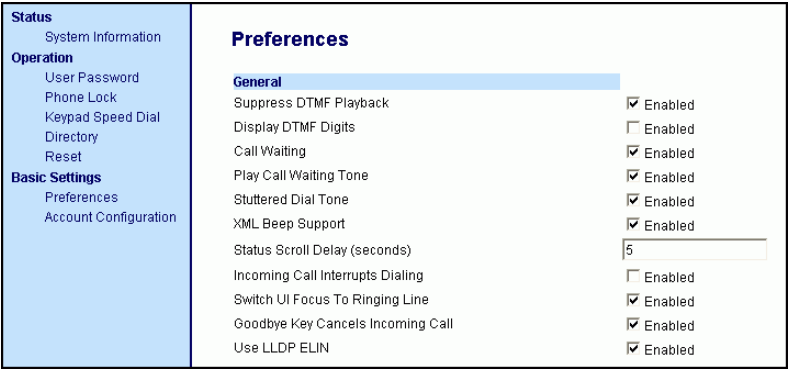 Status
System Information
Operation
User Password
Phone Lock
Keypad Speed Dial
Directory
Reset
Basic Settings
Preferences
Account Configuration
Preferences
General
Suppress DTMF Playback Enabled
Display DTMF Digits Enabled
Call Waiting Enabled
Play Call Waiting Tone Enabled
Stuttered Dial Tone Enabled
XML Beep Support Enabled
Status Scroll Delay (seconds) 5
Incoming Call Interrupts Dialing Enabled
Switch UI Focus To Ringing Line Enabled
Goodbye Key Cancels Incoming Call Enabled
Use LLDP ELIN Enabled